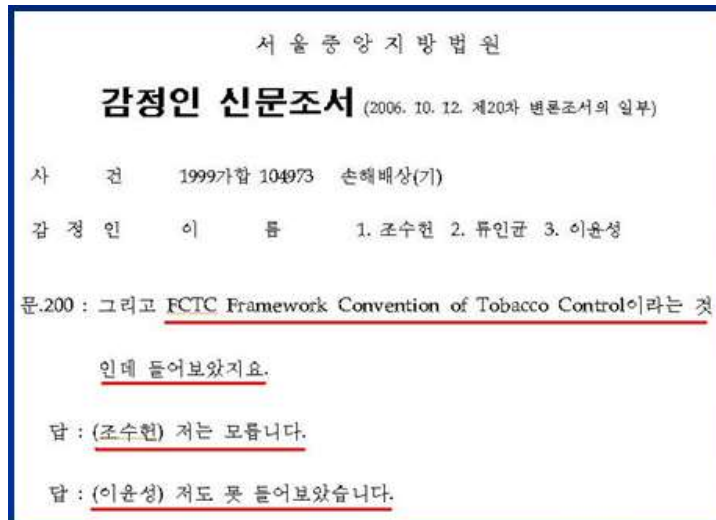 서 울 중 앙 지 방 법 원
감정인 신문조서 (2006. 10. 12. 제20차 변론조서의 일부)
사 건 1999가합 104973 손해배상(기)
감 정 인 이 름 1. 조수헌 2. 류인균 3. 이윤성
문.200 : 그리고 FCTC Framework Convention of Tobacco Control이라는 것
인데 들어보았지요.
답 : (조수헌) 저는 모릅니다.
답 : (이윤성) 저도 못 들어보았습니다.